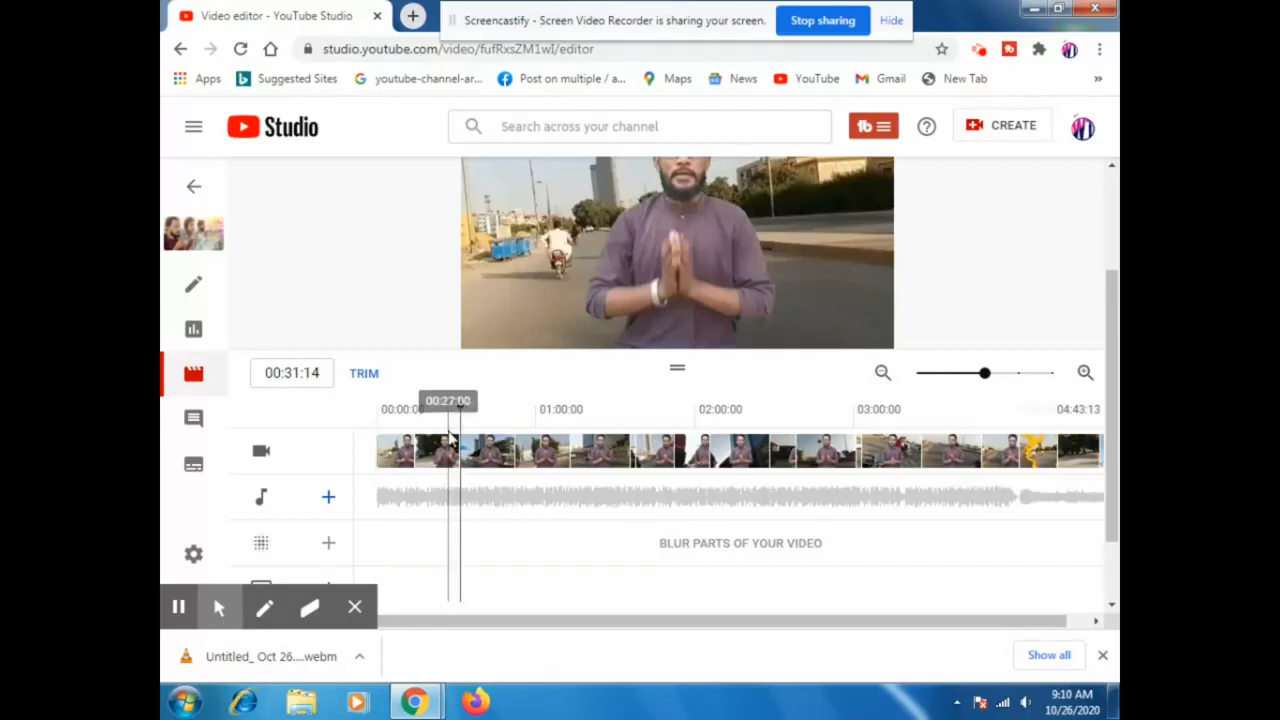 Video editor - YouTube Studio
Screencastify - Screen Video Recorder is sharing your screen.
Stop sharing
Hide
studio.youtube.com/video/fufRxsZM1wI/editor
Apps
Suggested Sites
youtube-channel-ar...
Post on multiple / a...
Maps
News
YouTube
Gmail
New Tab
»
Studio
Search across your channel
tb
CREATE
00:31:14
TRIM
00:27:00
00:00:00
01:00:00
02:00:00
03:00:00
04:43:13
BLUR PARTS OF YOUR VIDEO
Untitled_ Oct 26....webm
Show all
9:10 AM
10/26/2020